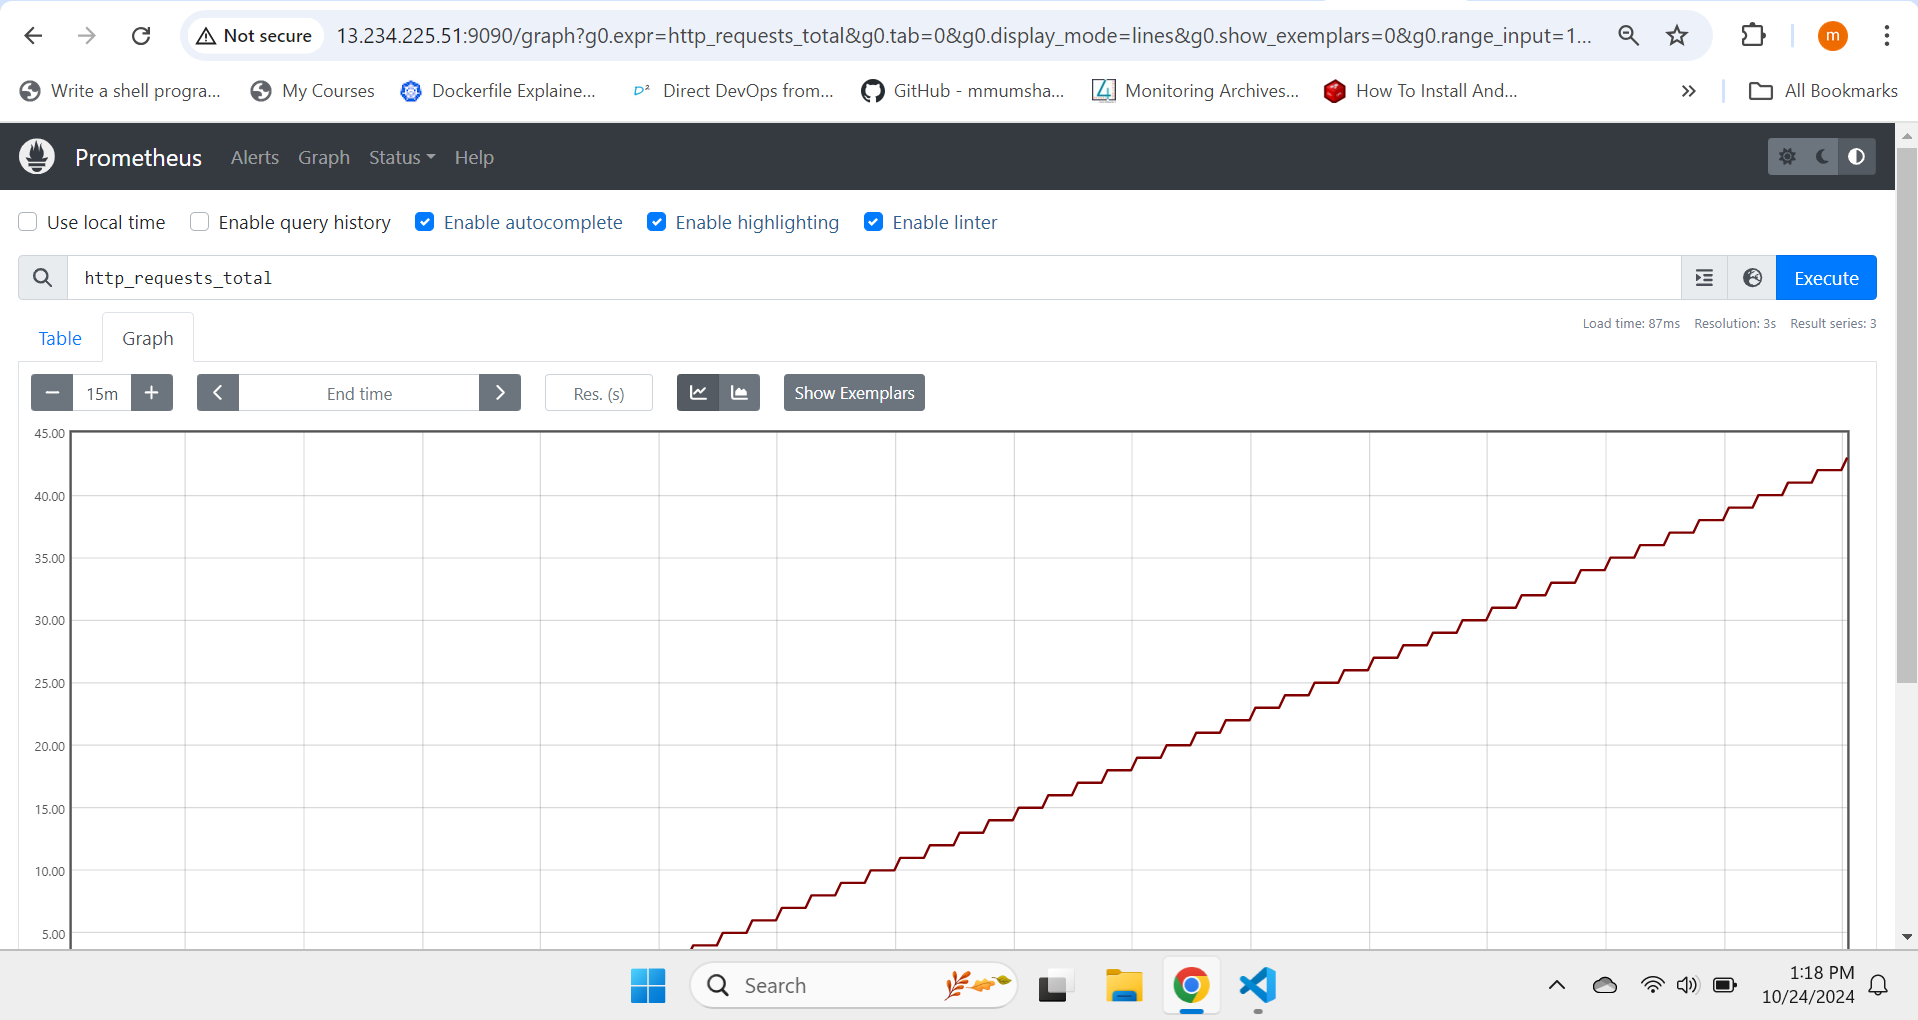 Not secure 13.234.225.51:9090/graph?g0.expr=http_requests_total&g0.tab=0&g0.display_mode=lines&g0.show_exemplars=0&g0.range_input=1... m
Write a shell progra... My Courses Dockerfile Explaine... D² Direct DevOps from... GitHub - mmumsha... Monitoring Archives... How To Install And... » All Bookmarks
Prometheus Alerts Graph Status Help
Use local time Enable query history Enable autocomplete Enable highlighting Enable linter
http_requests_total Execute
Load time: 87ms Resolution: 3s Result series: 3
Table Graph
15m End time Res. (s) Show Exemplars
45.00
40.00
35.00
30.00
25.00
20.00
15.00
10.00
5.00
Search 1:18 PM
10/24/2024